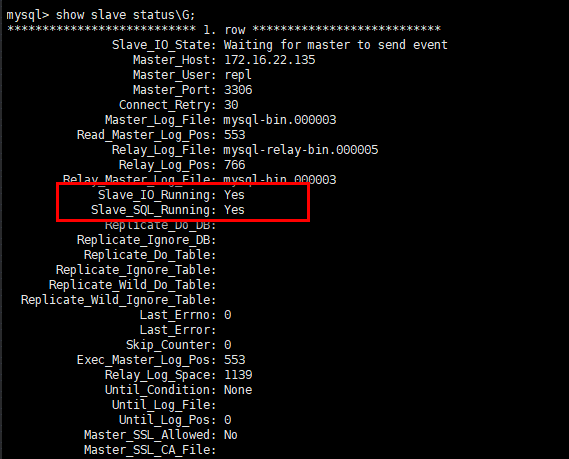 mysql> show slave status\G;
*************************** 1. row ***************************
Slave_IO_State: Waiting for master to send event
Master_Host: 172.16.22.135
Master_User: repl
Master_Port: 3306
Connect_Retry: 30
Master_Log_File: mysql-bin.000003
Read_Master_Log_Pos: 553
Relay_Log_File: mysql-relay-bin.000005
Relay_Log_Pos: 766
Relay_Master_Log_File: mysql-bin.000003
Slave_IO_Running: Yes
Slave_SQL_Running: Yes
Replicate_Do_DB:
Replicate_Ignore_DB:
Replicate_Do_Table:
Replicate_Ignore_Table:
Replicate_Wild_Do_Table:
Replicate_Wild_Ignore_Table:
Last_Errno: 0
Last_Error:
Skip_Counter: 0
Exec_Master_Log_Pos: 553
Relay_Log_Space: 1139
Until_Condition: None
Until_Log_File:
Until_Log_Pos: 0
Master_SSL_Allowed: No
Master_SSL_CA_File: